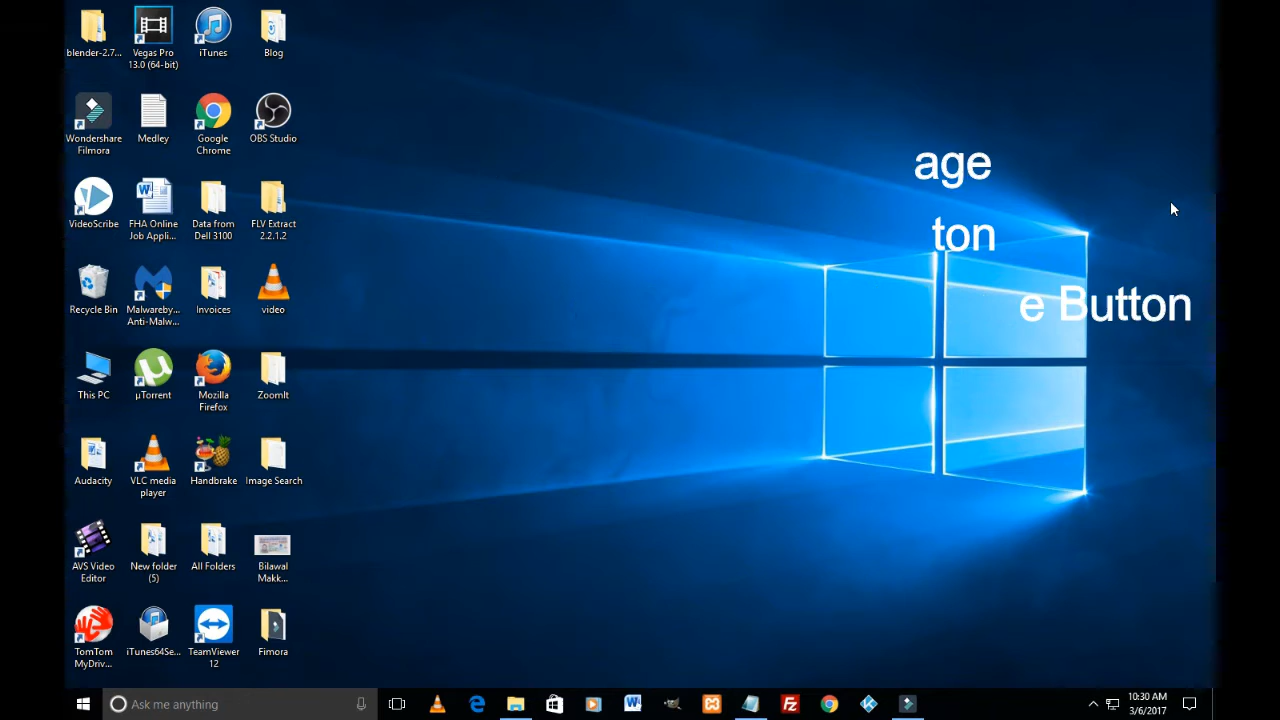 blender-2.7...
Vegas Pro
13.0 (64-bit)
iTunes
Blog
Wondershare
Filmora
Medley
Google
Chrome
OBS Studio
VideoScribe
FHA Online
Job Appli...
Data from
Dell 3100
FLV Extract
2.2.1.2
Recycle Bin
Malwareby...
Anti-Malw...
Invoices
video
This PC
µTorrent
Mozilla
Firefox
ZoomIt
Audacity
VLC media
player
Handbrake
Image Search
AVS Video
Editor
New folder
(5)
All Folders
Bilawal
Makk...
TomTom
MyDriv...
iTunes64Se...
TeamViewer
12
Fimora
age
ton
e Button
Ask me anything
10:30 AM
3/6/2017